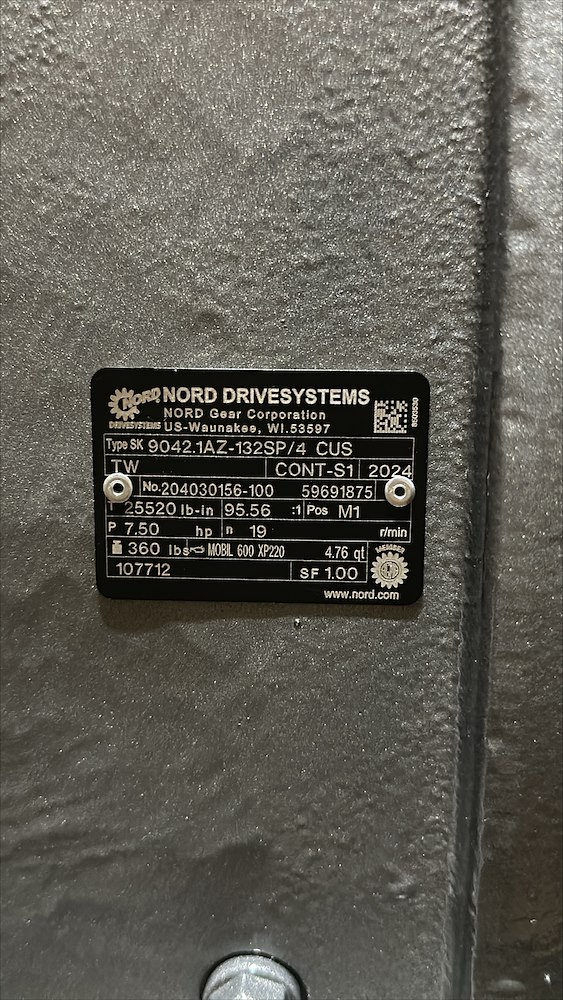 NORD
DRIVESYSTEMS
NORD DRIVESYSTEMS
NORD Gear Corporation
US-Waunakee, WI.53597
Type SK 9042.1AZ-132SP/4 CUS
TW CONT-S1 2024
No. 204030156-100 59691875
T 25520 lb-in 95.56 :1 Pos M1
P 7.50 hp n 19 r/min
360 lbs MOBIL 600 XP220 4.76 qt
107712 SF 1.00
MEMBER
www.nord.com